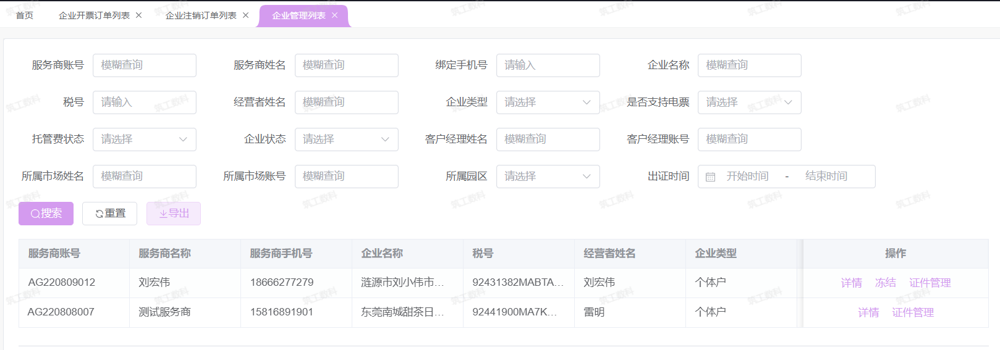 首页 企业开票订单列表 企业注销订单列表 企业管理列表
服务商账号 模糊查询 服务商姓名 模糊查询 绑定手机号 请输入 企业名称 模糊查询
税号 请输入 经营者姓名 模糊查询 企业类型 请选择 是否支持电票 请选择
托管费状态 请选择 企业状态 请选择 客户经理姓名 模糊查询 客户经理账号 模糊查询
所属市场姓名 模糊查询 所属市场账号 模糊查询 所属园区 请选择 出证时间 开始时间 - 结束时间
搜索 重置 导出
服务商账号 服务商名称 服务商手机号 企业名称 税号 经营者姓名 企业类型 操作
AG220809012 刘宏伟 18666277279 涟源市刘小伟市... 92431382MABTA... 刘宏伟 个体户 详情 冻结 证件管理
AG220808007 测试服务商 15816891901 东莞南城甜茶日... 92441900MA7K... 雷明 个体户 详情 证件管理
筑工数科